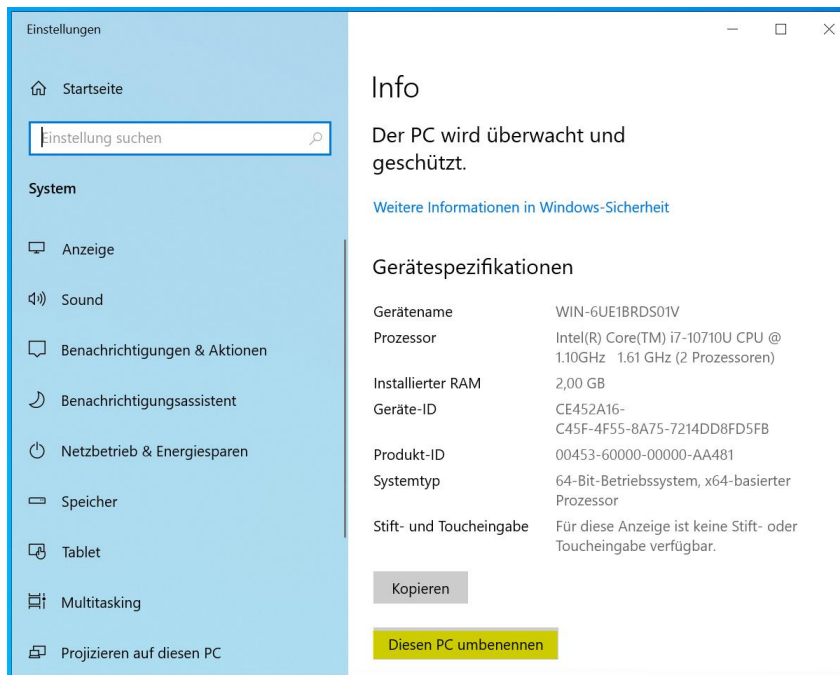 Einstellungen
Startseite
Einstellung suchen
System
Anzeige
Sound
Benachrichtigungen & Aktionen
Benachrichtigungsassistent
Netzbetrieb & Energiesparen
Speicher
Tablet
Multitasking
Projizieren auf diesen PC
Info
Der PC wird überwacht und
geschützt.
Weitere Informationen in Windows-Sicherheit
Gerätespezifikationen
Gerätename WIN-6UE1BRDS01V
Prozessor Intel(R) Core(TM) i7-10710U CPU @
1.10GHz 1.61 GHz (2 Prozessoren)
Installierter RAM 2,00 GB
Geräte-ID CE452A16-
C45F-4F55-8A75-7214DD8FD5FB
Produkt-ID 00453-60000-00000-AA481
Systemtyp 64-Bit-Betriebssystem, x64-basierter
Prozessor
Stift- und Toucheingabe Für diese Anzeige ist keine Stift- oder
Toucheingabe verfügbar.
Kopieren
Diesen PC umbenennen